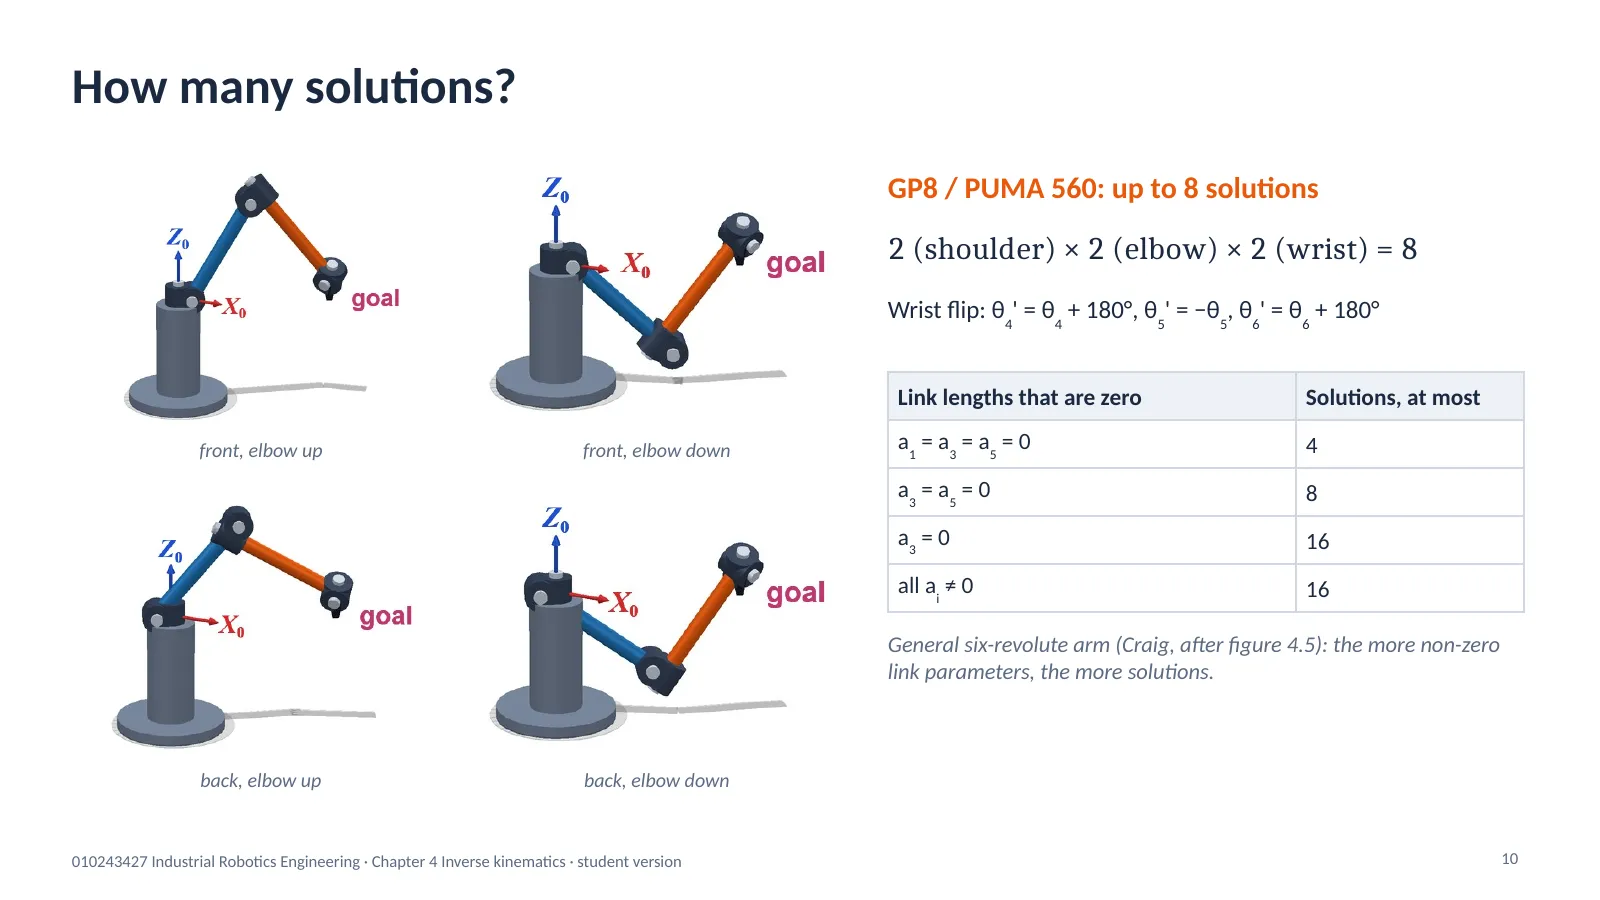 How many solutions?
Z₀
X₀
goal
front, elbow up
Z₀
X₀
goal
front, elbow down
Z₀
X₀
goal
back, elbow up
Z₀
X₀
goal
back, elbow down
GP8 / PUMA 560: up to 8 solutions
2 (shoulder) × 2 (elbow) × 2 (wrist) = 8
Wrist flip: θ₄' = θ₄ + 180°, θ₅' = −θ₅, θ₆' = θ₆ + 180°
Link lengths that are zero Solutions, at most
a₁ = a₃ = a₅ = 0 4
a₃ = a₅ = 0 8
a₃ = 0 16
all aᵢ ≠ 0 16
General six-revolute arm (Craig, after figure 4.5): the more non-zero
link parameters, the more solutions.
010243427 Industrial Robotics Engineering · Chapter 4 Inverse kinematics · student version
10